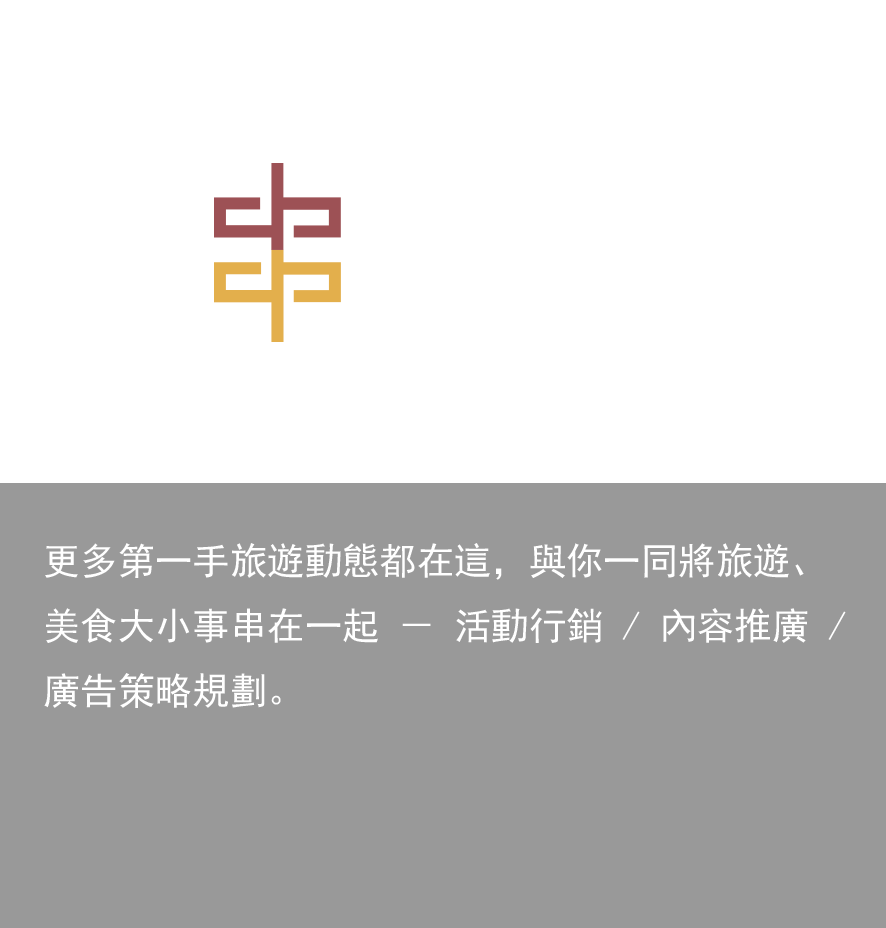 串
更多第一手旅遊動態都在這，與你一同將旅遊、
美食大小事串在一起 － 活動行銷 / 內容推廣 /
廣告策略規劃。